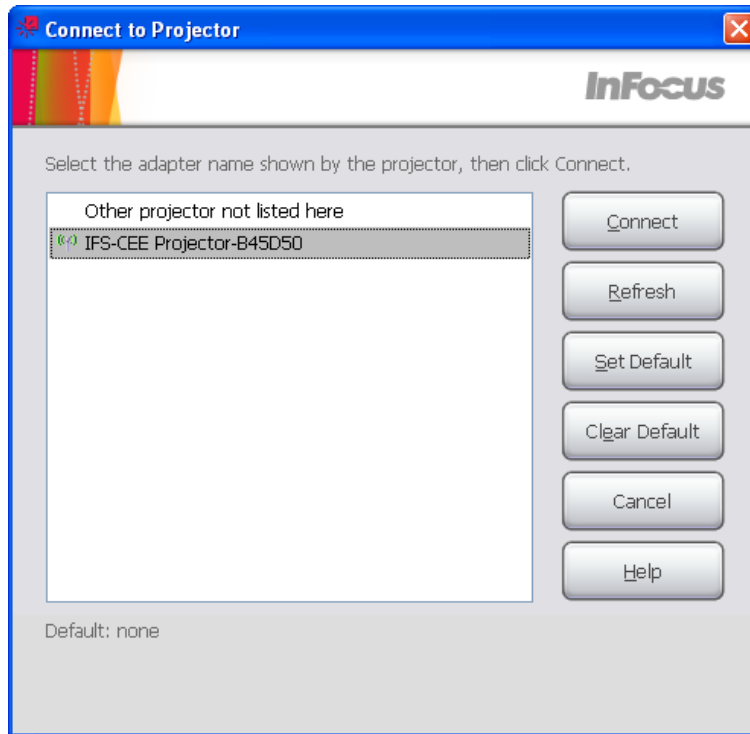 Connect to Projector
InFocus
Select the adapter name shown by the projector, then click Connect.
Other projector not listed here
IFS-CEE Projector-B45D50
Connect
Refresh
Set Default
Clear Default
Cancel
Help
Default: none